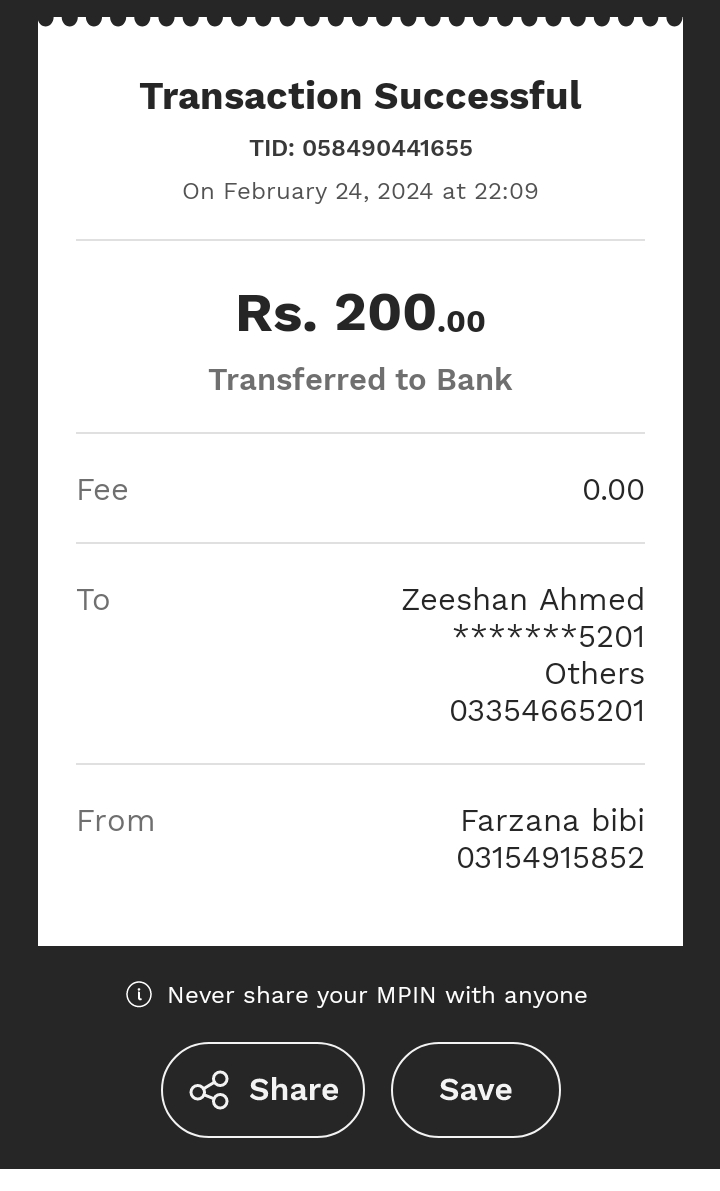 Transaction Successful
TID: 058490441655
On February 24, 2024 at 22:09
Rs. 200.00
Transferred to Bank
Fee 0.00
To Zeeshan Ahmed
*******5201
Others
03354665201
From Farzana bibi
03154915852
Never share your MPIN with anyone
Share Save